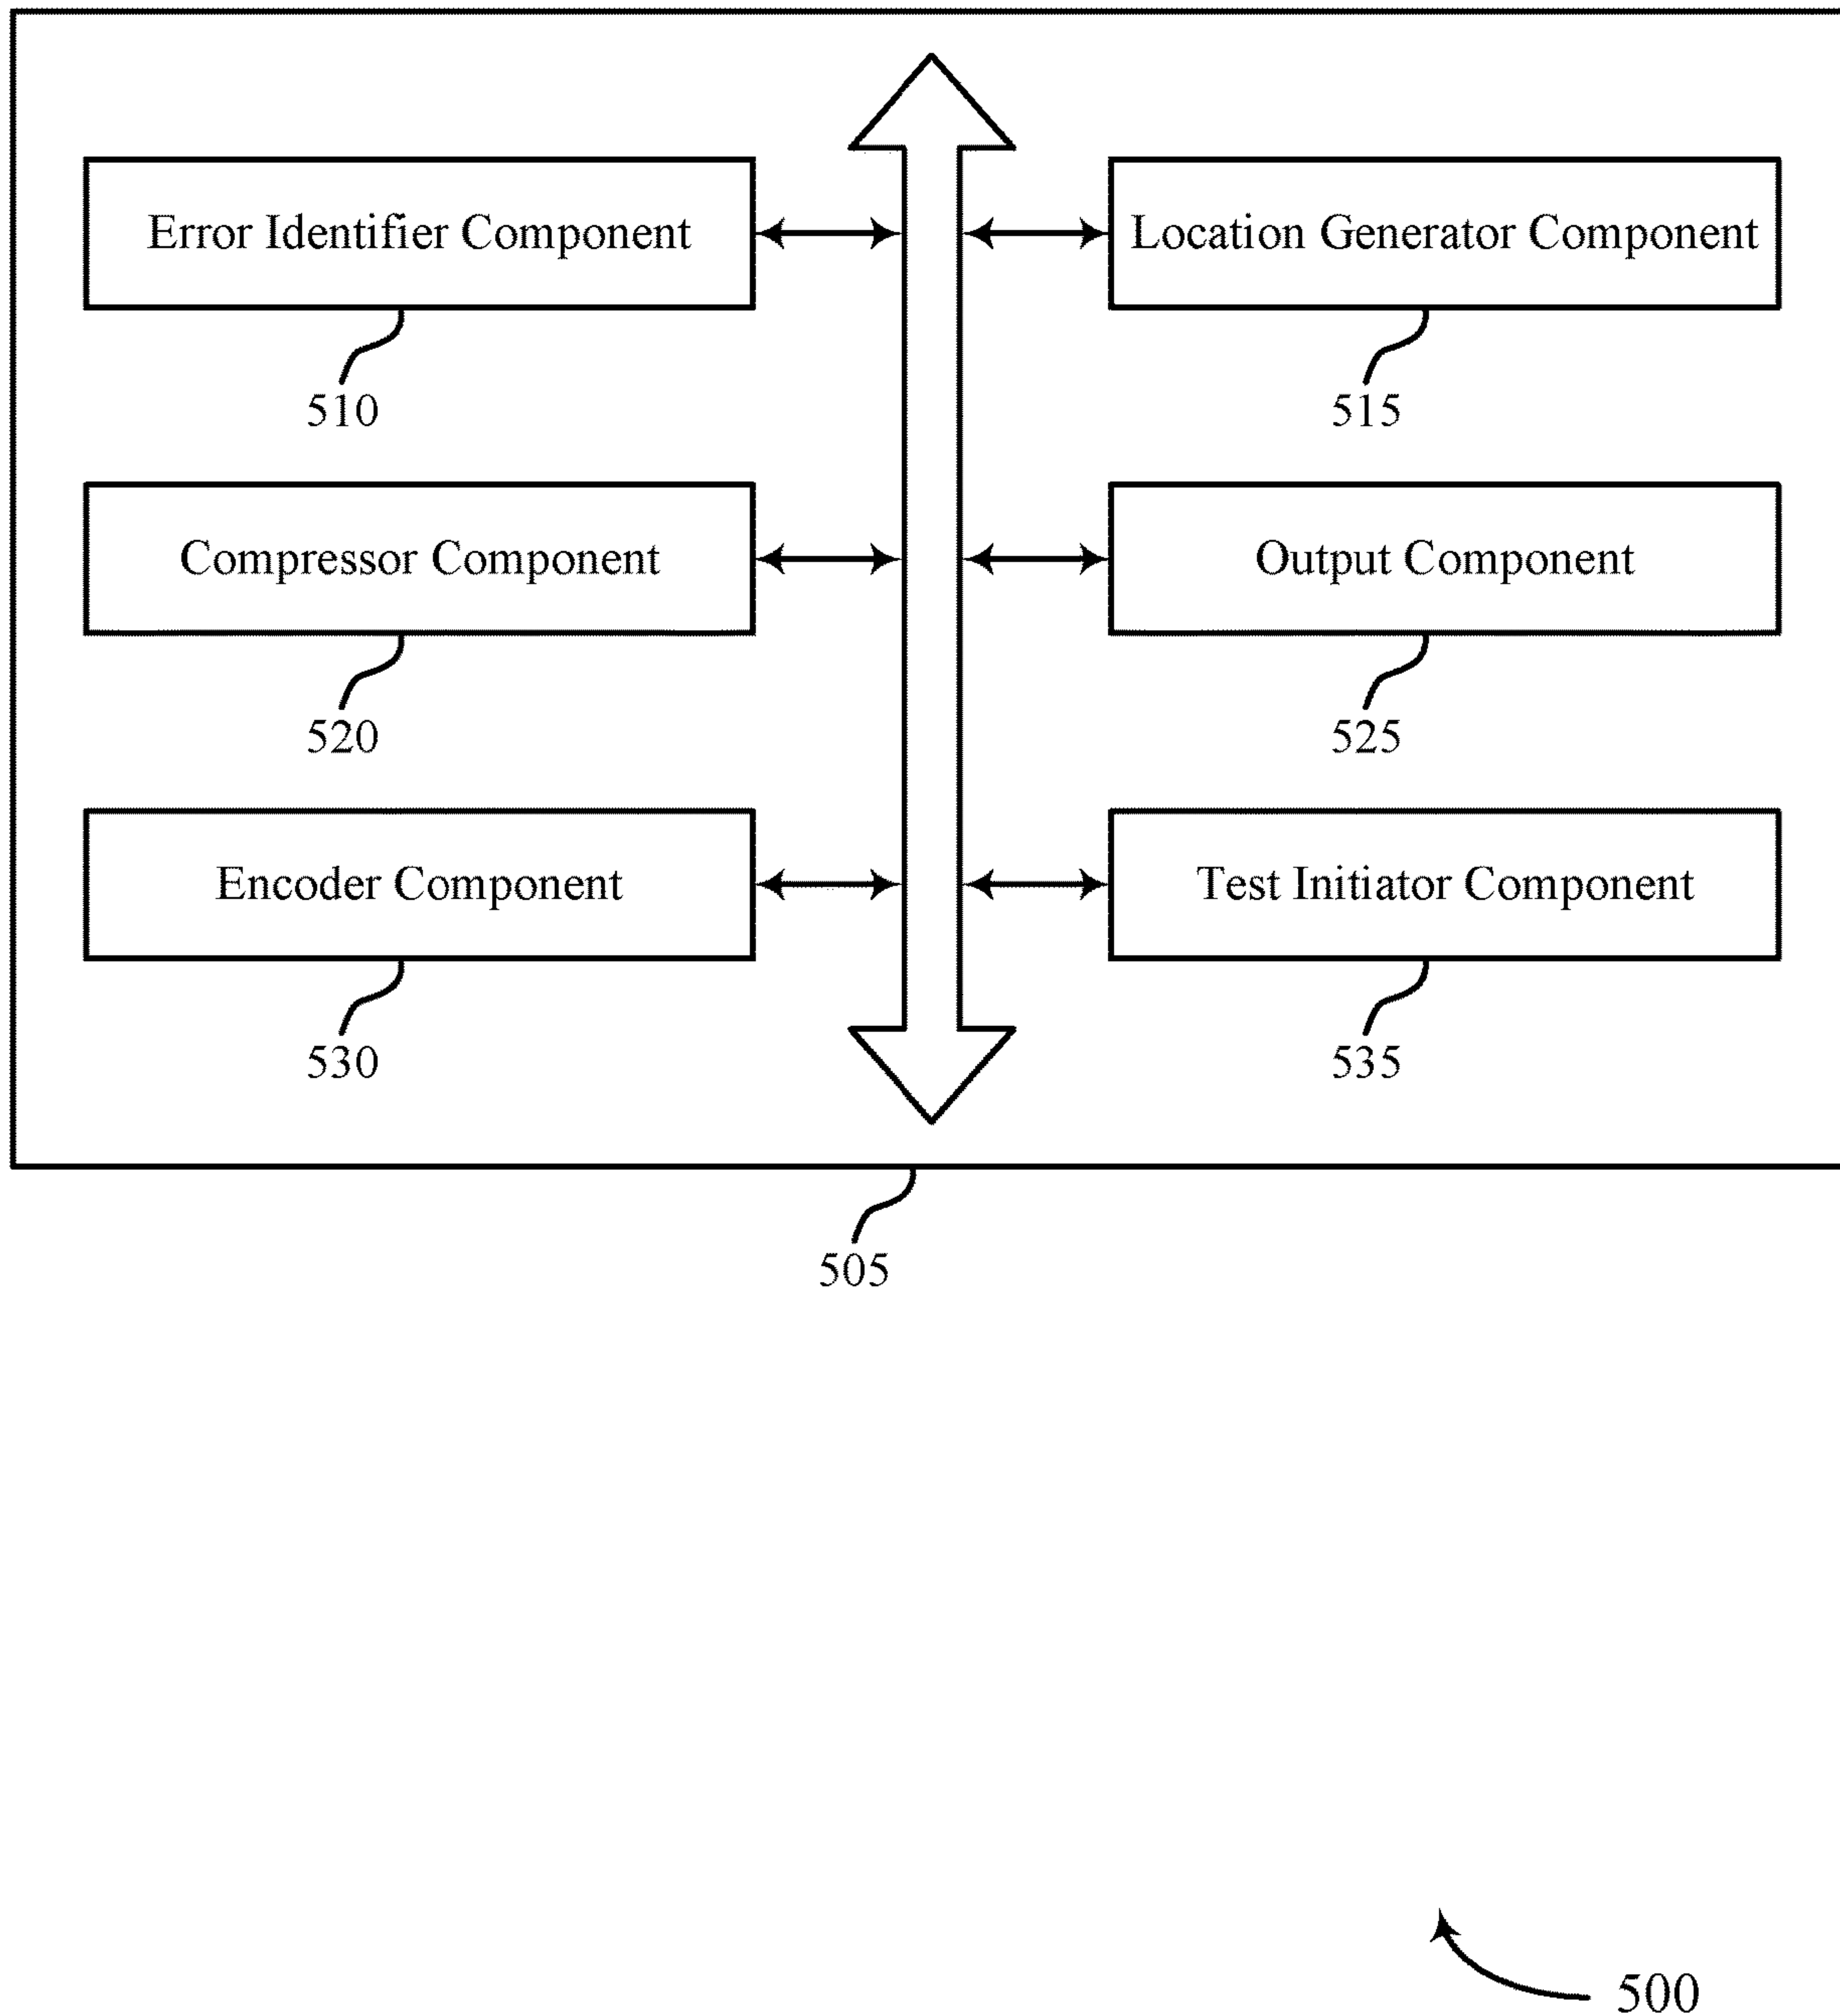 Error Identifier Component
Location Generator Component
510
515
Compressor Component
Output Component
520
525
Encoder Component
Test Initiator Component
530
535
505
500